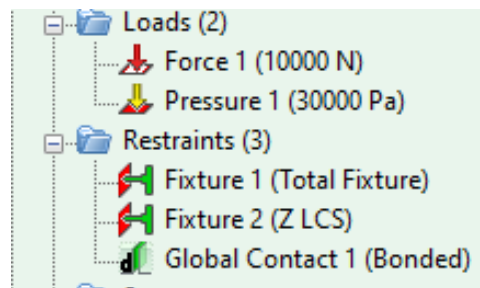 Loads (2)
Force 1 (10000 N)
Pressure 1 (30000 Pa)
Restraints (3)
Fixture 1 (Total Fixture)
Fixture 2 (Z LCS)
Global Contact 1 (Bonded)